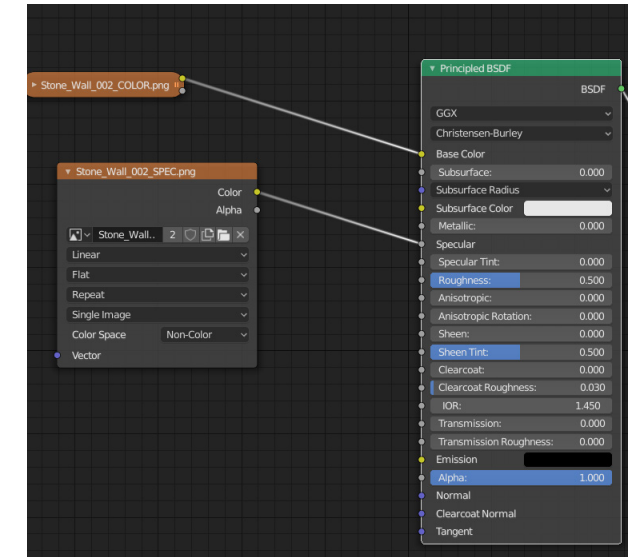 Stone_Wall_002_COLOR.png
Stone_Wall_002_SPEC.png
Color
Alpha
Stone_Wall.. 2
Linear
Flat
Repeat
Single Image
Color Space Non-Color
Vector
Principled BSDF
BSDF
GGX
Christensen-Burley
Base Color
Subsurface: 0.000
Subsurface Radius
Subsurface Color
Metallic: 0.000
Specular
Specular Tint: 0.000
Roughness: 0.500
Anisotropic: 0.000
Anisotropic Rotation: 0.000
Sheen: 0.000
Sheen Tint: 0.500
Clearcoat: 0.000
Clearcoat Roughness: 0.030
IOR: 1.450
Transmission: 0.000
Transmission Roughness: 0.000
Emission
Alpha: 1.000
Normal
Clearcoat Normal
Tangent